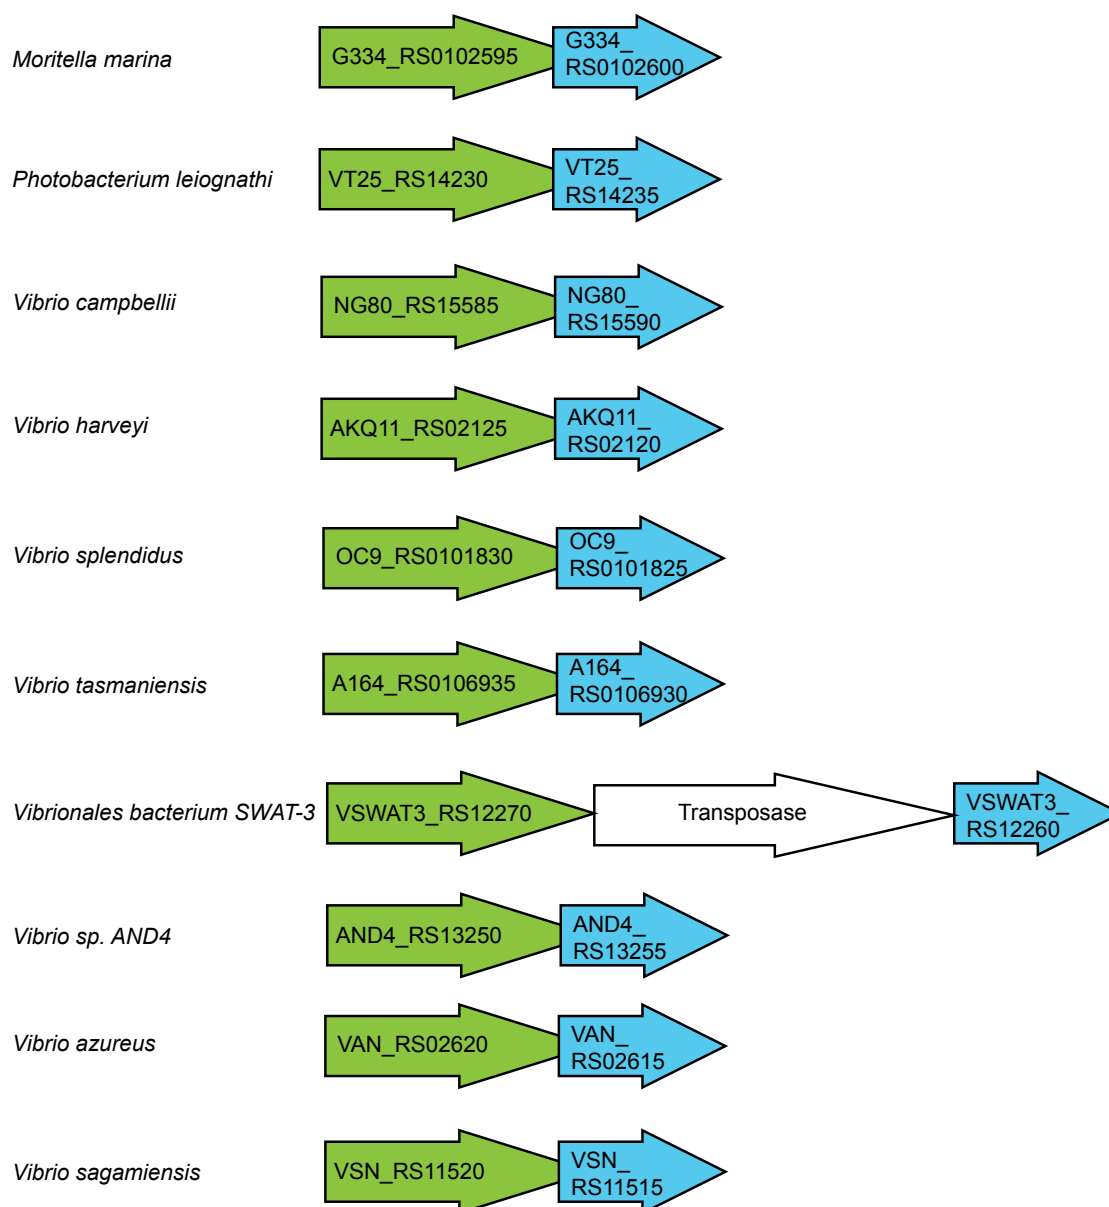 Moritella marina
G334_RS0102595
G334_
RS0102600
Photobacterium leiognathi
VT25_RS14230
VT25_
RS14235
Vibrio campbellii
NG80_RS15585
NG80_
RS15590
Vibrio harveyi
AKQ11_RS02125
AKQ11_
RS02120
Vibrio splendidus
OC9_RS0101830
OC9_
RS0101825
Vibrio tasmaniensis
A164_RS0106935
A164_
RS0106930
Vibrionales bacterium SWAT-3
VSWAT3_RS12270
Transposase
VSWAT3_
RS12260
Vibrio sp. AND4
AND4_RS13250
AND4_
RS13255
Vibrio azureus
VAN_RS02620
VAN_
RS02615
Vibrio sagamiensis
VSN_RS11520
VSN_
RS11515